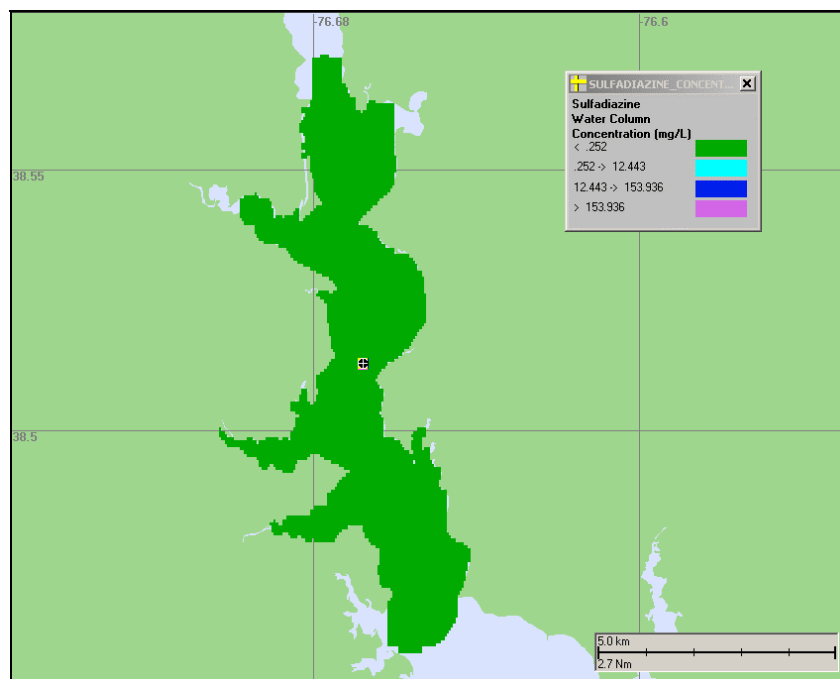 -76.68
-76.6
SULFADIAZINE_CONCENT...
Sulfadiazine
Water Column
Concentration (mg/L)
< .252
.252 -> 12.443
12.443 -> 153.936
> 153.936
38.55
38.5
5.0 km
2.7 Nm